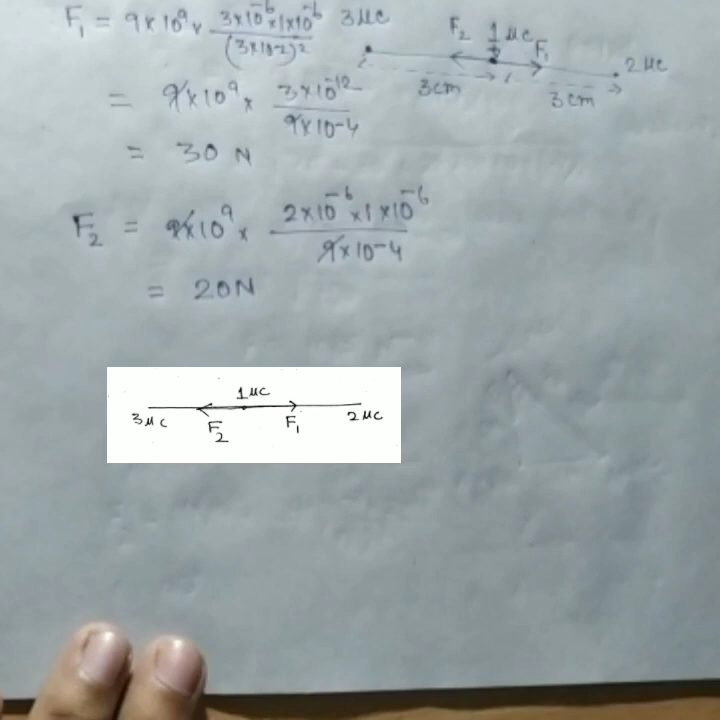 F₁ = 9×10⁹ × 3×10⁻⁶×1×10⁻⁶ / (3×10-2)²
3μc F₂ 1μc F₁ 2μc
3cm 3cm
= 9×10⁹ × 3×10⁻¹² / 9×10-4
= 30 N
F₂ = 9×10⁹ × 2×10⁻⁶×1×10⁻⁶ / 9×10-4
= 20N
1μc
3μc F₂ F₁ 2μc